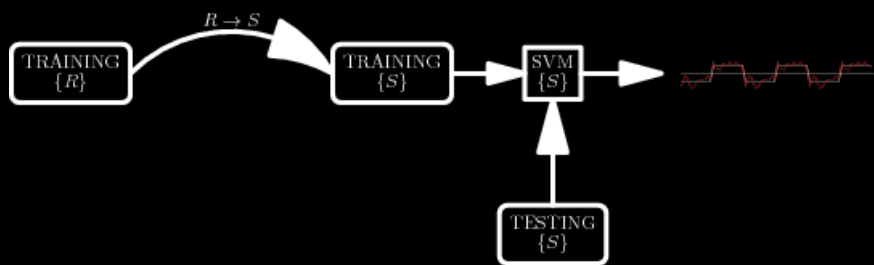 R → S
TRAINING
{R}
TRAINING
{S}
SVM
{S}
TESTING
{S}